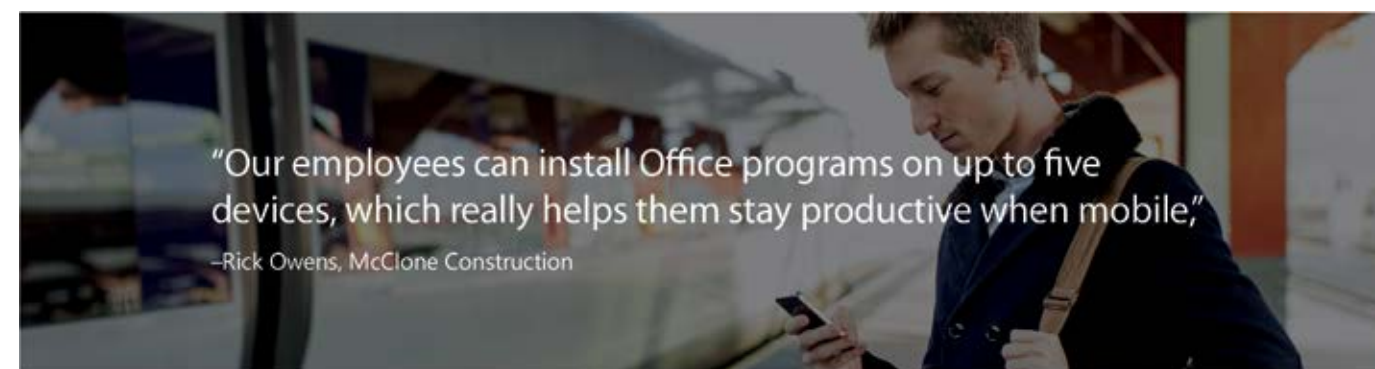 “Our employees can install Office programs on up to five
devices, which really helps them stay productive when mobile,”
–Rick Owens, McClone Construction